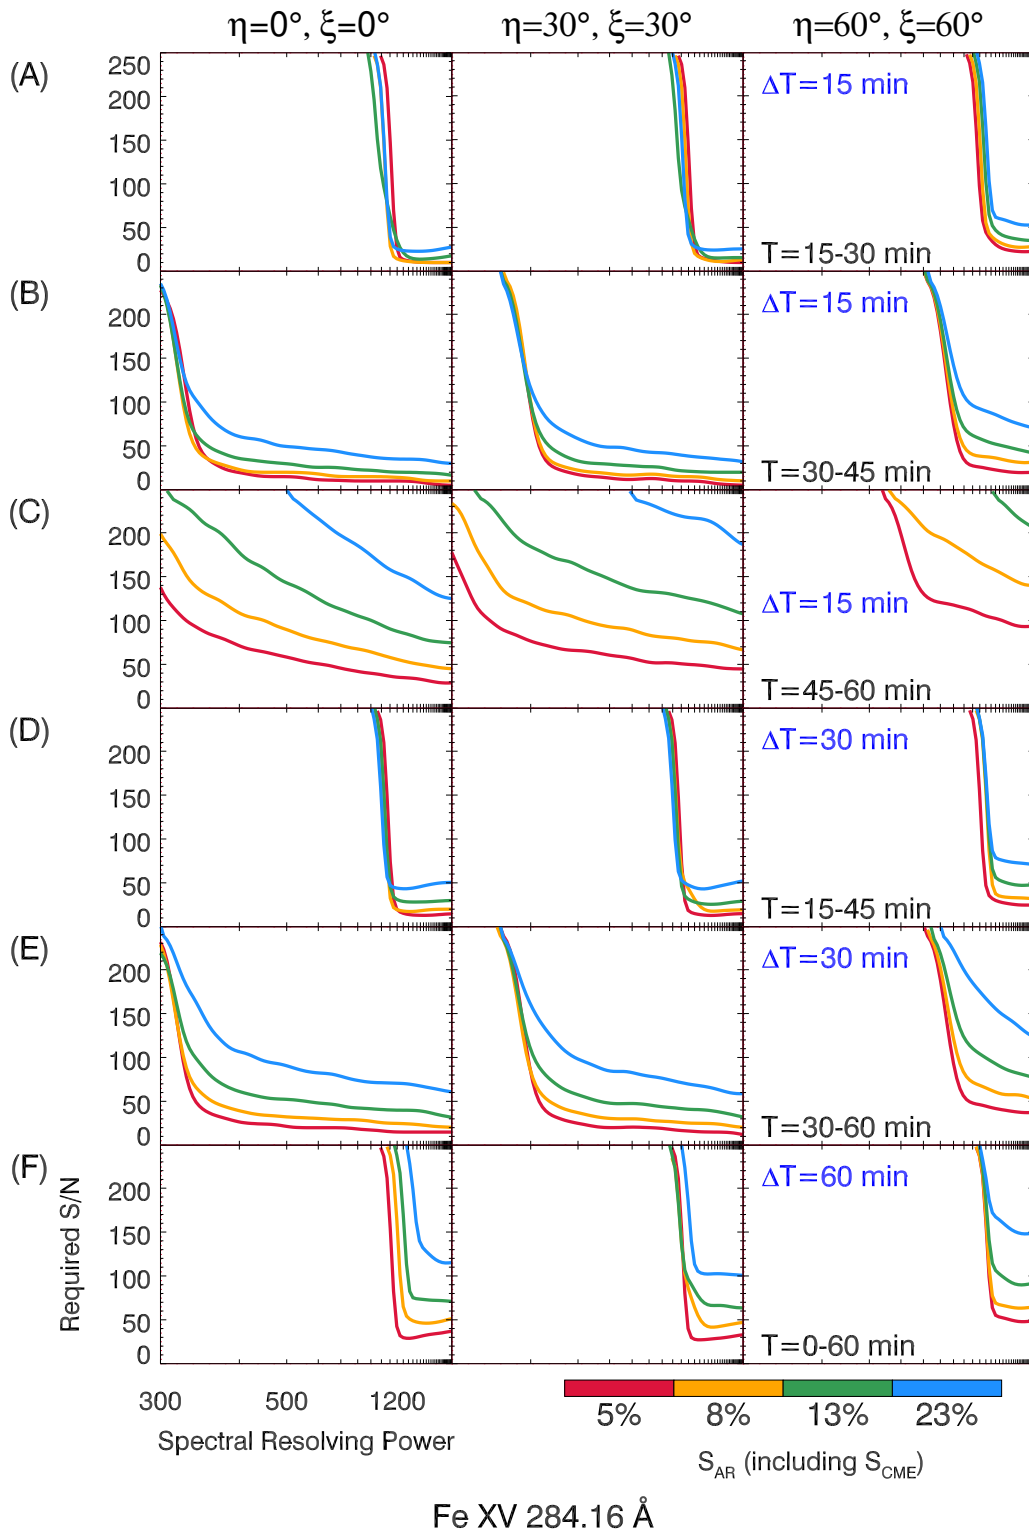 η=0°, ξ=0° η=30°, ξ=30° η=60°, ξ=60°
(A)
250
200
150
100
50
0
ΔT=15 min
T=15-30 min
(B)
200
150
100
50
0
ΔT=15 min
T=30-45 min
(C)
200
150
100
50
0
ΔT=15 min
T=45-60 min
(D)
200
150
100
50
0
ΔT=30 min
T=15-45 min
(E)
200
150
100
50
0
ΔT=30 min
T=30-60 min
(F)
Required S/N
200
150
100
50
0
ΔT=60 min
T=0-60 min
300 500 1200
Spectral Resolving Power
5% 8% 13% 23%
S_AR (including S_CME)
Fe XV 284.16 Å